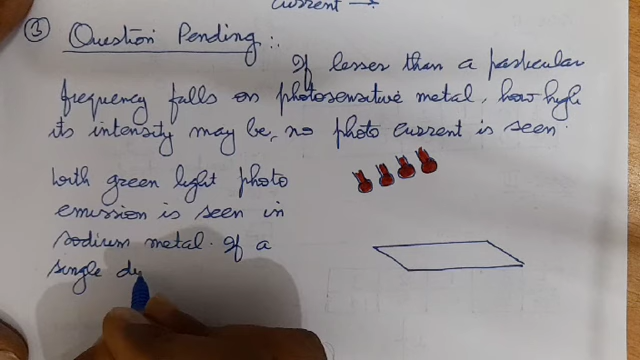 current →
③ Question Pending :.
If lesser than a particular
frequency falls on photosensitive metal, how high
its intensity may be, no photo current is seen.
With green light photo
emission is seen in
sodium metal. If a
single du